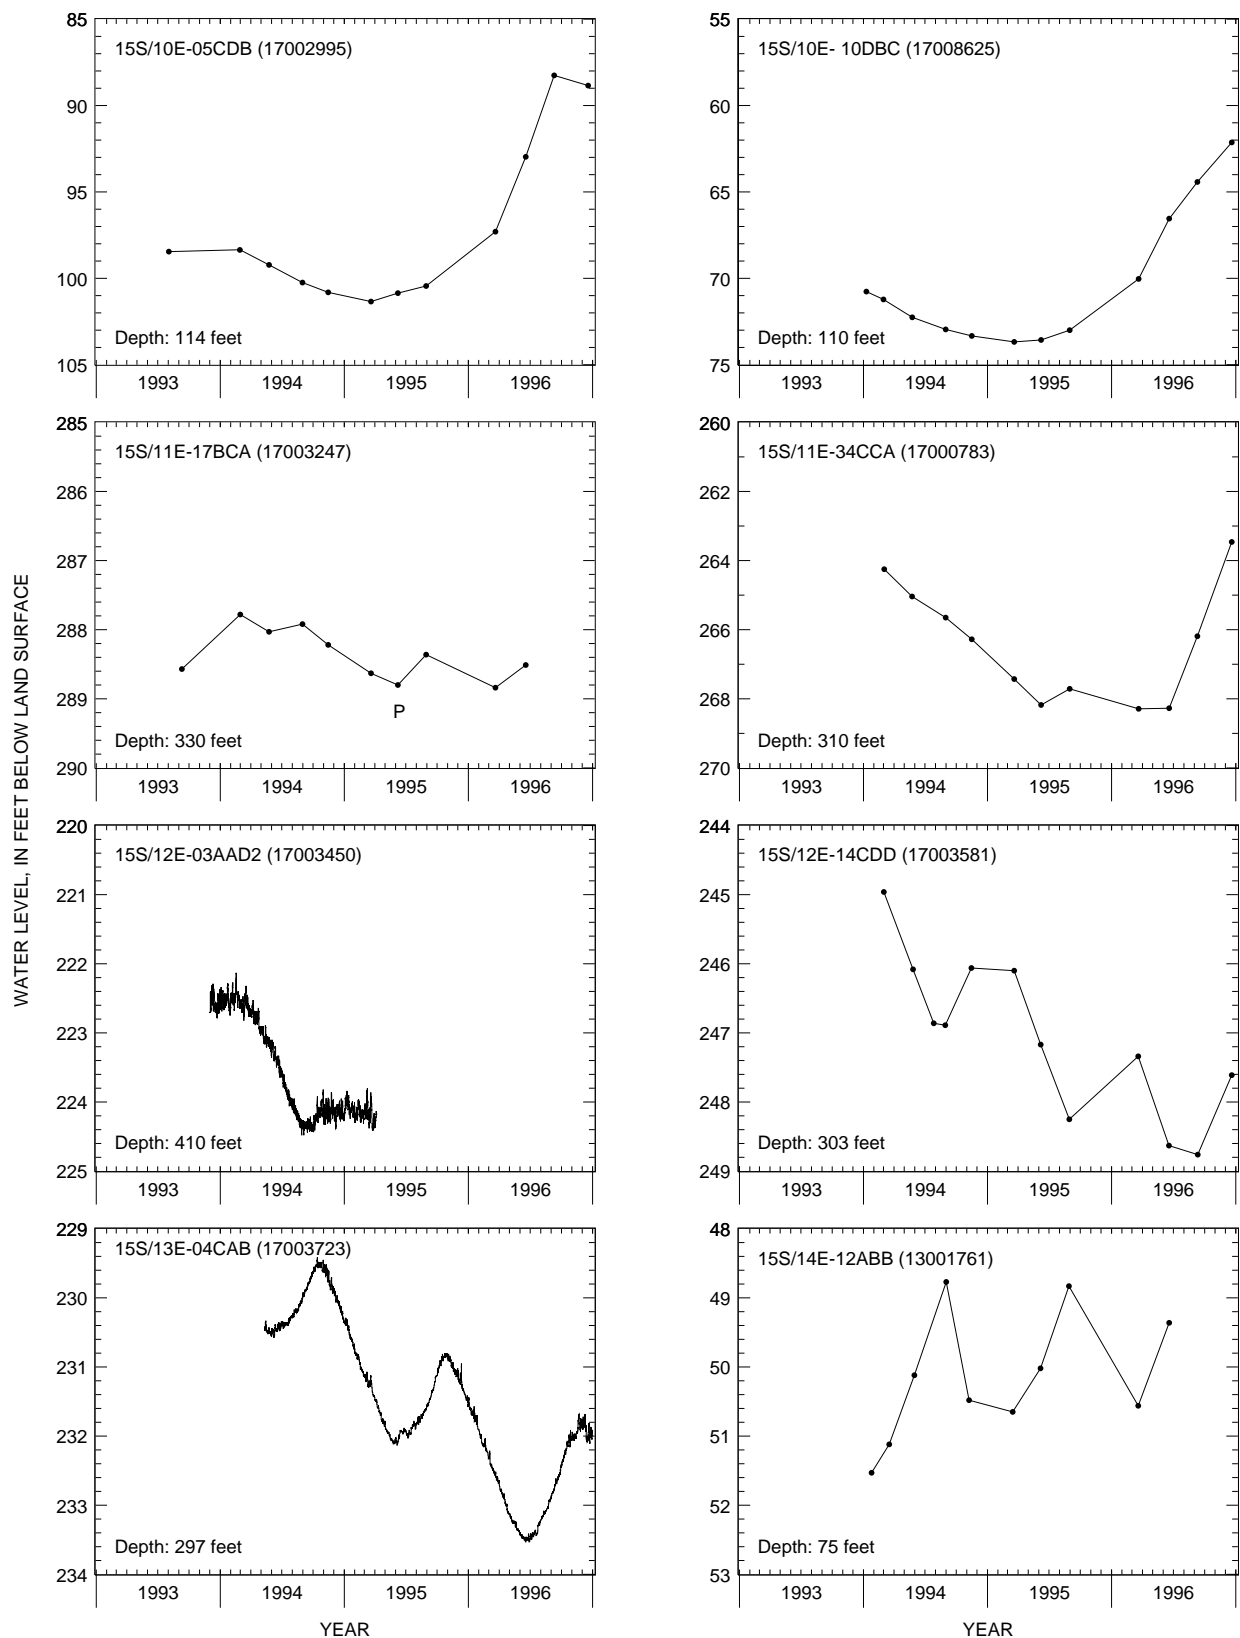 WATER LEVEL, IN FEET BELOW LAND SURFACE
15S/10E-05CDB (17002995)
85
90
95
100
105
Depth: 114 feet
1993 1994 1995 1996
15S/10E- 10DBC (17008625)
55
60
65
70
75
Depth: 110 feet
1993 1994 1995 1996
15S/11E-17BCA (17003247)
285
286
287
288
289
290
P
Depth: 330 feet
1993 1994 1995 1996
15S/11E-34CCA (17000783)
260
262
264
266
268
270
Depth: 310 feet
1993 1994 1995 1996
15S/12E-03AAD2 (17003450)
220
221
222
223
224
225
Depth: 410 feet
1993 1994 1995 1996
15S/12E-14CDD (17003581)
244
245
246
247
248
249
Depth: 303 feet
1993 1994 1995 1996
15S/13E-04CAB (17003723)
229
230
231
232
233
234
Depth: 297 feet
1993 1994 1995 1996
YEAR
15S/14E-12ABB (13001761)
48
49
50
51
52
53
Depth: 75 feet
1993 1994 1995 1996
YEAR